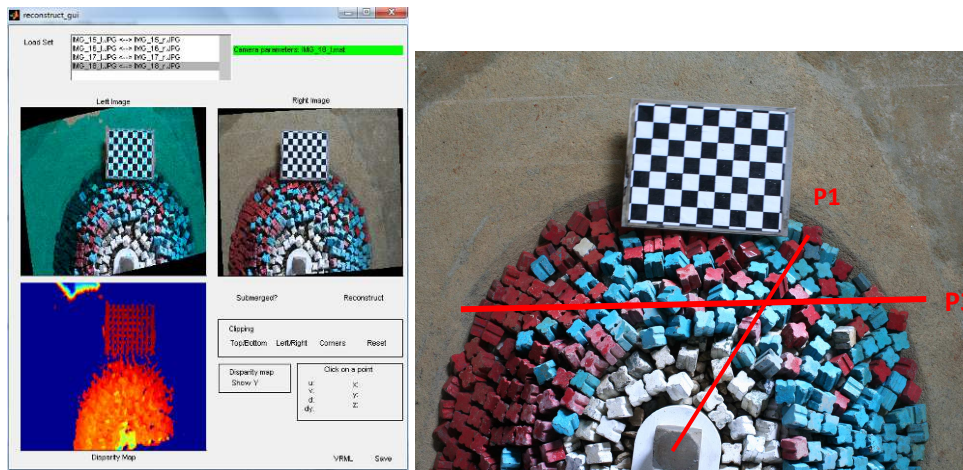 reconstruct_gui
Load Set
IMG_15_l.JPG <--> IMG_15_r.JPG
IMG_16_l.JPG <--> IMG_16_r.JPG
IMG_17_l.JPG <--> IMG_17_r.JPG
IMG_18_l.JPG <--> IMG_18_r.JPG
Camera parameters: IMG_18_l.mat
Left Image
Right Image
Submerged?
Reconstruct
Clipping
Top/Bottom Left/Right Corners Reset
Disparity map
Show Y
Click on a point
u: x:
v: y:
d: z:
dy:
Disparity Map
VRML Save
P1